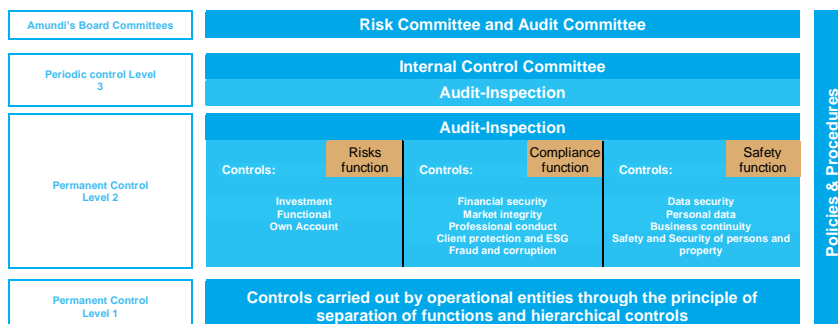 Amundi's Board Committees
Risk Committee and Audit Committee
Periodic control Level
3
Internal Control Committee
Audit-Inspection
Permanent Control
Level 2
Audit-Inspection
Controls:
Risks
function
Investment
Functional
Own Account
Controls:
Compliance
function
Financial security
Market integrity
Professional conduct
Client protection and ESG
Fraud and corruption
Controls:
Safety
function
Data security
Personal data
Business continuity
Safety and Security of persons and
property
Permanent Control
Level 1
Controls carried out by operational entities through the principle of
separation of functions and hierarchical controls
Policies & Procedures